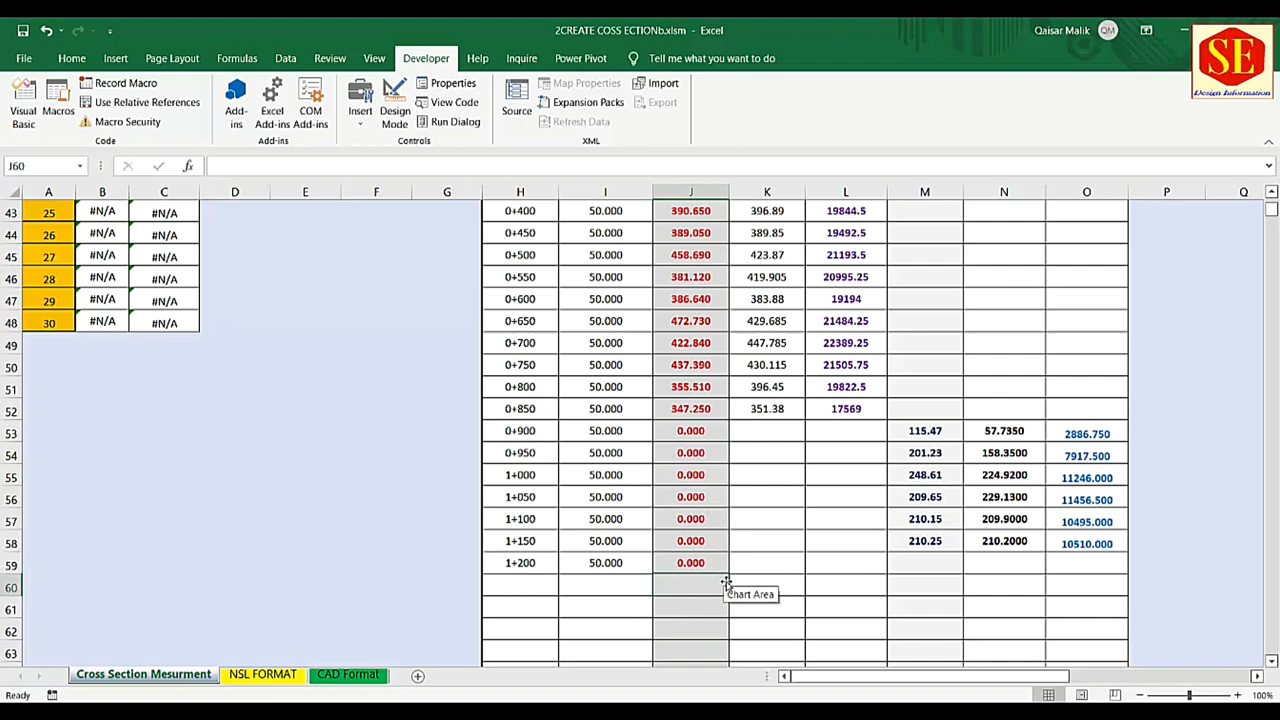 2CREATE COSS ECTIONb.xlsm - Excel
Qaisar Malik QM
SE
Design Information
File Home Insert Page Layout Formulas Data Review View Developer Help Inquire Power Pivot Tell me what you want to do
Visual Basic
Macros
Record Macro
Use Relative References
Macro Security
Code
Add-ins
Excel Add-ins
COM Add-ins
Add-ins
Insert
Design Mode
Properties
View Code
Run Dialog
Controls
Source
Map Properties
Expansion Packs
Refresh Data
Import
Export
XML
J60 fx
A B C D E F G H I J K L M N O P Q
43 25 #N/A #N/A 0+400 50.000 390.650 396.89 19844.5
44 26 #N/A #N/A 0+450 50.000 389.050 389.85 19492.5
45 27 #N/A #N/A 0+500 50.000 458.690 423.87 21193.5
46 28 #N/A #N/A 0+550 50.000 381.120 419.905 20995.25
47 29 #N/A #N/A 0+600 50.000 386.640 383.88 19194
48 30 #N/A #N/A 0+650 50.000 472.730 429.685 21484.25
49 0+700 50.000 422.840 447.785 22389.25
50 0+750 50.000 437.390 430.115 21505.75
51 0+800 50.000 355.510 396.45 19822.5
52 0+850 50.000 347.250 351.38 17569
53 0+900 50.000 0.000 115.47 57.7350 2886.750
54 0+950 50.000 0.000 201.23 158.3500 7917.500
55 1+000 50.000 0.000 248.61 224.9200 11246.000
56 1+050 50.000 0.000 209.65 229.1300 11456.500
57 1+100 50.000 0.000 210.15 209.9000 10495.000
58 1+150 50.000 0.000 210.25 210.2000 10510.000
59 1+200 50.000 0.000
60
Chart Area
61
62
63
Cross Section Mesurment NSL FORMAT CAD Format
Ready 100%